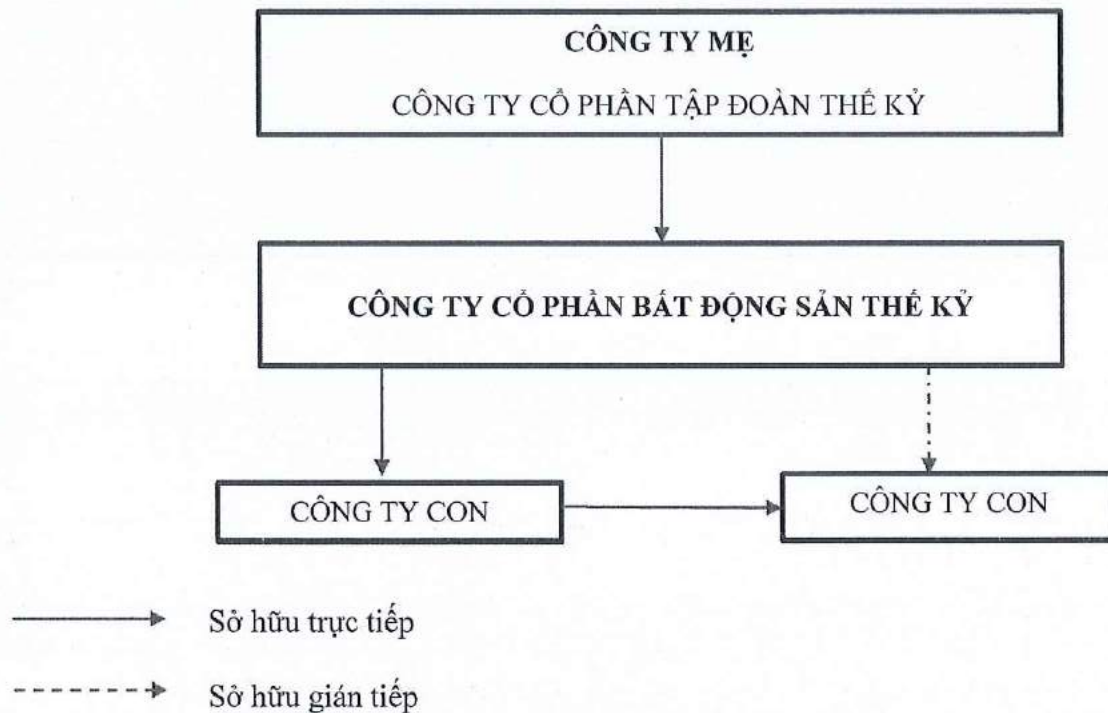 CÔNG TY MẸ
CÔNG TY CỔ PHẦN TẬP ĐOÀN THẾ KỶ
CÔNG TY CỔ PHẦN BẤT ĐỘNG SẢN THẾ KỶ
CÔNG TY CON
CÔNG TY CON
Sở hữu trực tiếp
Sở hữu gián tiếp